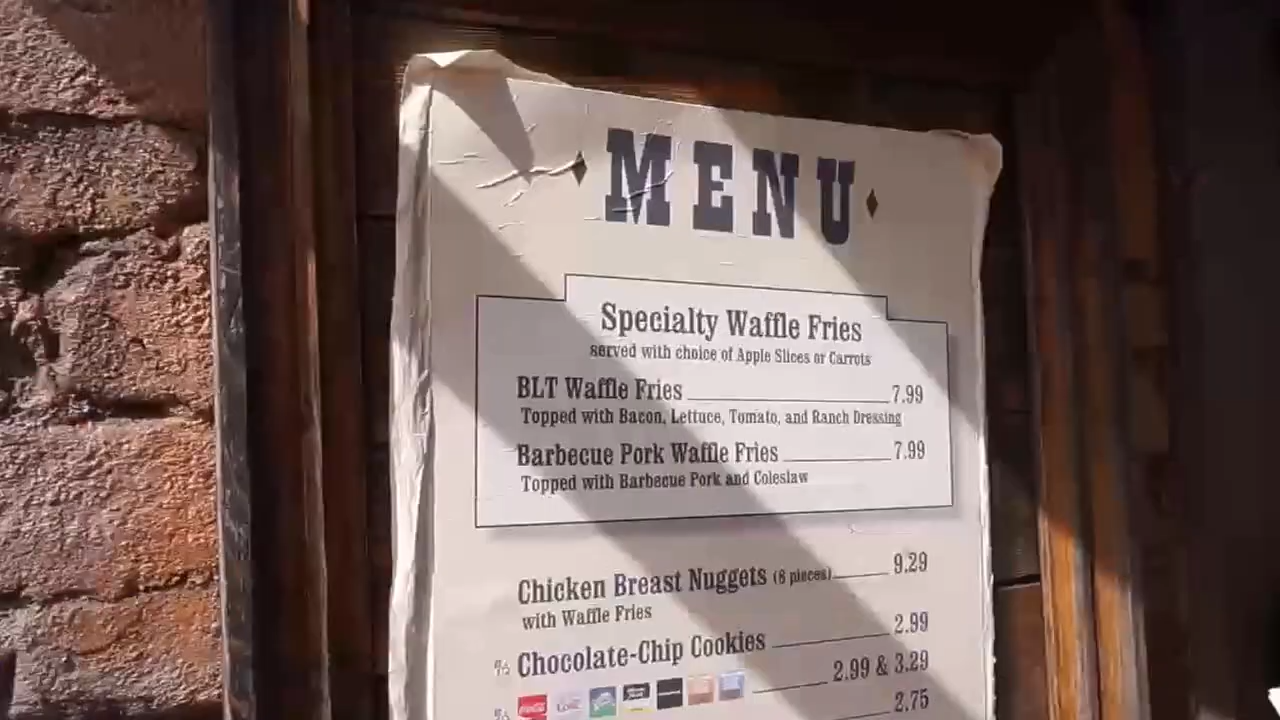 MENU
Specialty Waffle Fries
served with choice of Apple Slices or Carrots
BLT Waffle Fries 7.99
Topped with Bacon, Lettuce, Tomato, and Ranch Dressing
Barbecue Pork Waffle Fries 7.99
Topped with Barbecue Pork and Coleslaw
Chicken Breast Nuggets (6 pieces) 9.29
with Waffle Fries
Chocolate-Chip Cookies 2.99
Coca-Cola 2.99 & 3.29
2.75